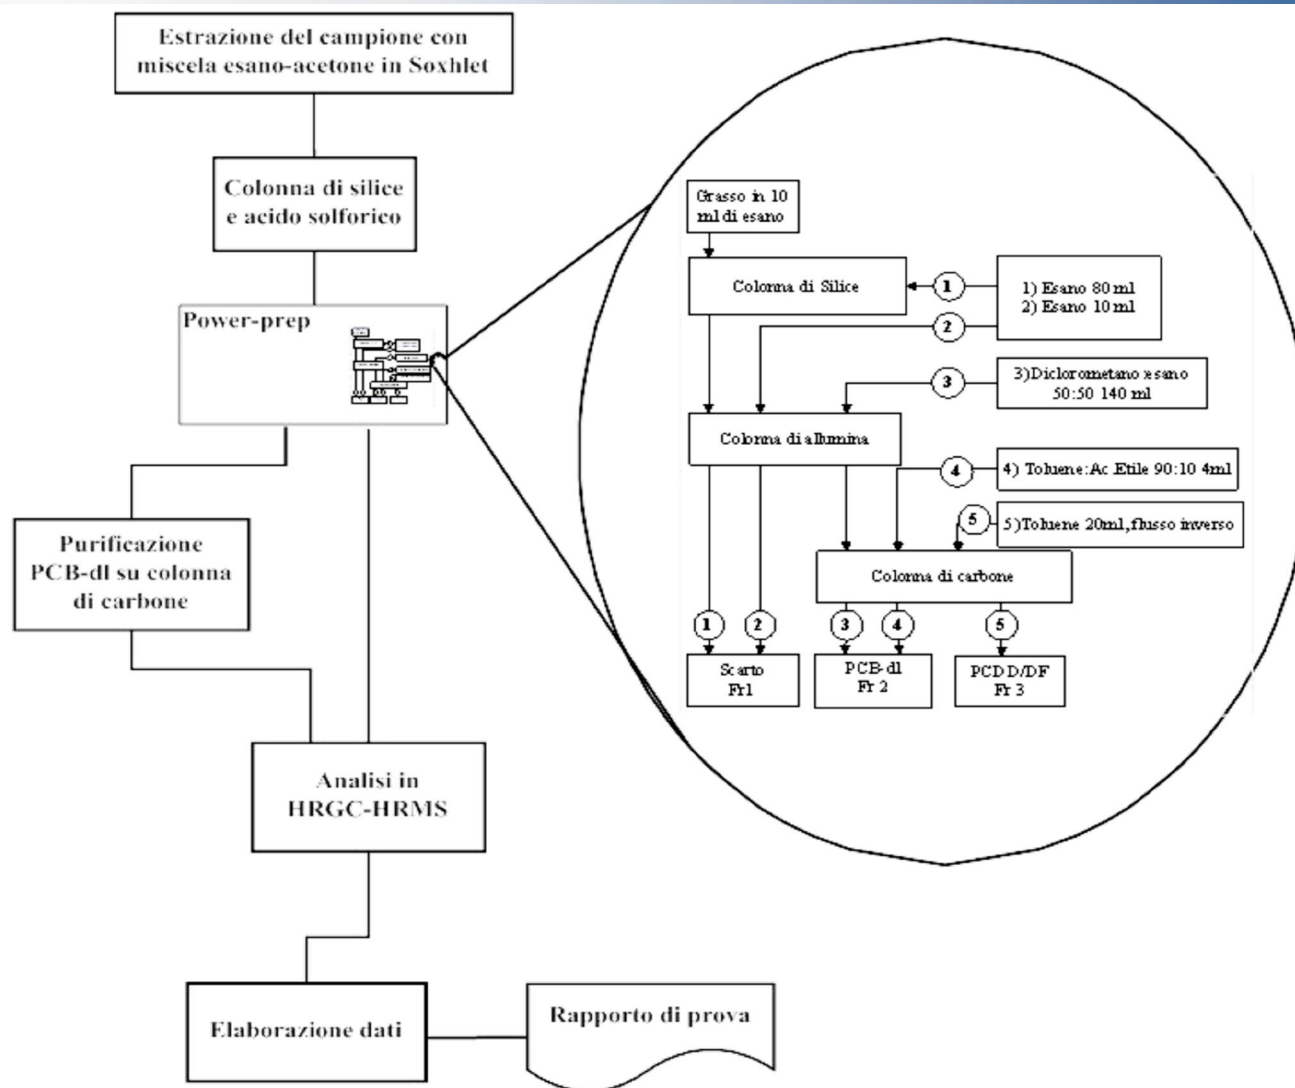 Estrazione del campione con
miscela esano-acetone in Soxhlet
Colonna di silice
e acido solforico
Power-prep
Purificazione
PCB-dl su colonna
di carbone
Analisi in
HRGC-HRMS
Elaborazione dati
Rapporto di prova
Grasso in 10
ml di esano
Colonna di Silice
1
1) Esano 80 ml
2) Esano 10 ml
2
3
3)Diclorometano esano
50:50 140 ml
Colonna di allumina
4
4) Toluene:Ac.Etile 90:10 4ml
5
5)Toluene 20ml,flusso inverso
Colonna di carbone
1
2
3
4
5
Scarto
Fr1
PCB-dl
Fr 2
PCDD/DF
Fr 3